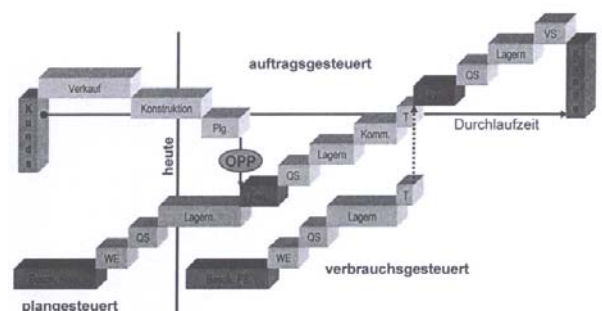 VS
Lagern
QS
auftragsgesteuert
Verkauf
Kunde
Konstruktion
Plg.
T
Durchlaufzeit
Komm.
Lagern
QS
heute
OPP
Lagern.
QS
WE
T
Lagern
QS
WE
verbrauchsgesteuert
plangesteuert